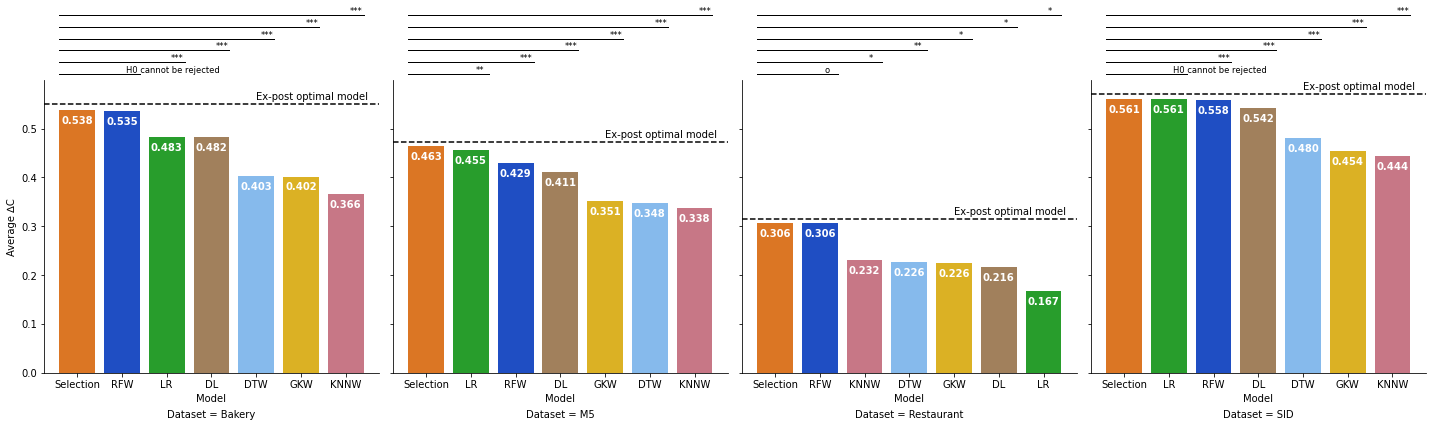 ***
***
***
***
***
H0 cannot be rejected
Ex-post optimal model
0.538
0.535
0.483
0.482
0.403
0.402
0.366
Average ΔC
0.5
0.4
0.3
0.2
0.1
0.0
Selection RFW LR DL DTW GKW KNNW
Model
Dataset = Bakery
***
***
***
***
***
**
Ex-post optimal model
0.463
0.455
0.429
0.411
0.351
0.348
0.338
Selection LR RFW DL GKW DTW KNNW
Model
Dataset = M5
*
*
*
**
*
o
Ex-post optimal model
0.306
0.306
0.232
0.226
0.226
0.216
0.167
Selection RFW KNNW DTW GKW DL LR
Model
Dataset = Restaurant
***
***
***
***
***
H0 cannot be rejected
Ex-post optimal model
0.561
0.561
0.558
0.542
0.480
0.454
0.444
Selection LR RFW DL DTW GKW KNNW
Model
Dataset = SID